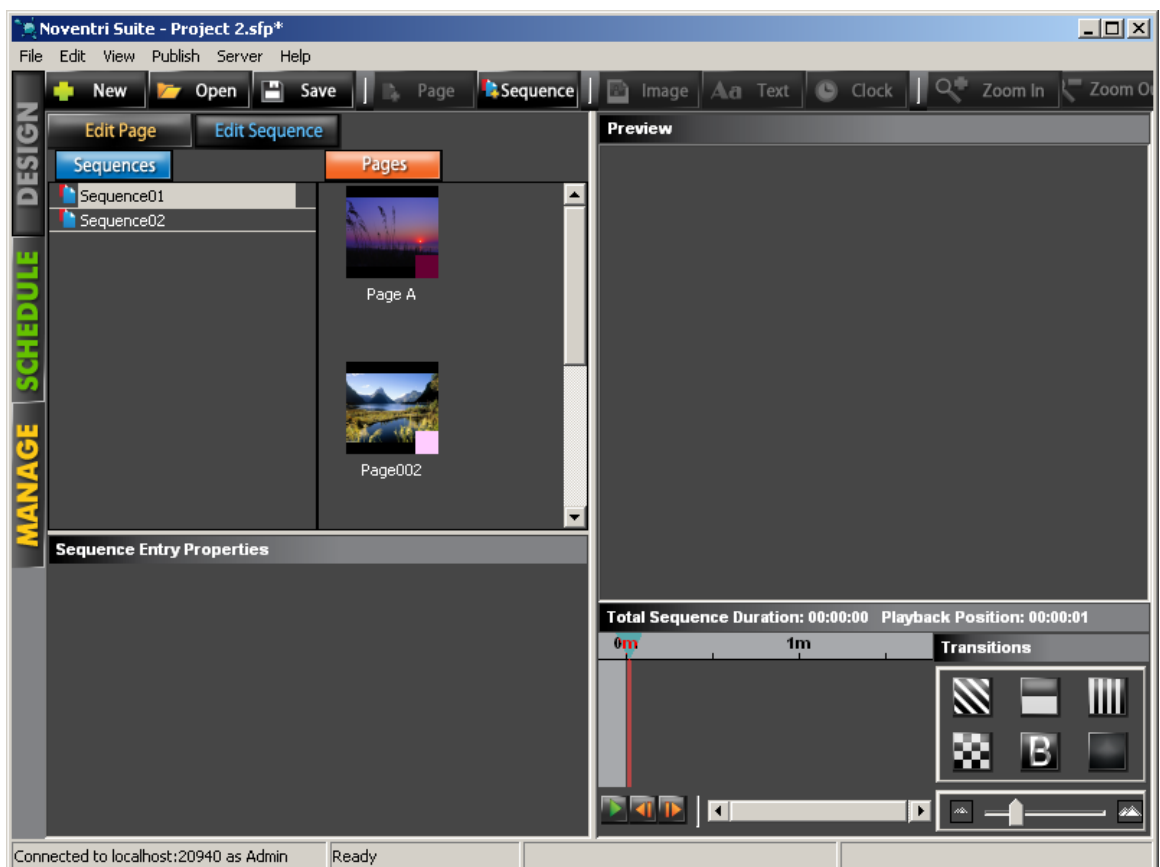 Noventri Suite - Project 2.sfp*
File Edit View Publish Server Help
New Open Save Page Sequence Image Aa Text Clock Zoom In Zoom Ou
DESIGN
SCHEDULE
MANAGE
Edit Page Edit Sequence
Sequences Pages
Sequence01
Sequence02
Page A
Page002
Preview
Sequence Entry Properties
Total Sequence Duration: 00:00:00 Playback Position: 00:00:01
0m 1m
Transitions
B
Connected to localhost:20940 as Admin Ready